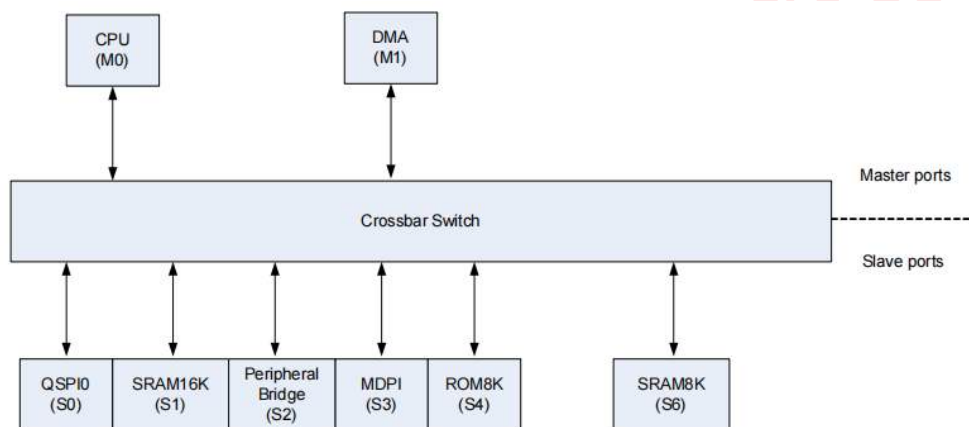 CPU
(M0)
DMA
(M1)
Master ports
Crossbar Switch
Slave ports
QSPI0
(S0)
SRAM16K
(S1)
Peripheral
Bridge
(S2)
MDPI
(S3)
ROM8K
(S4)
SRAM8K
(S6)